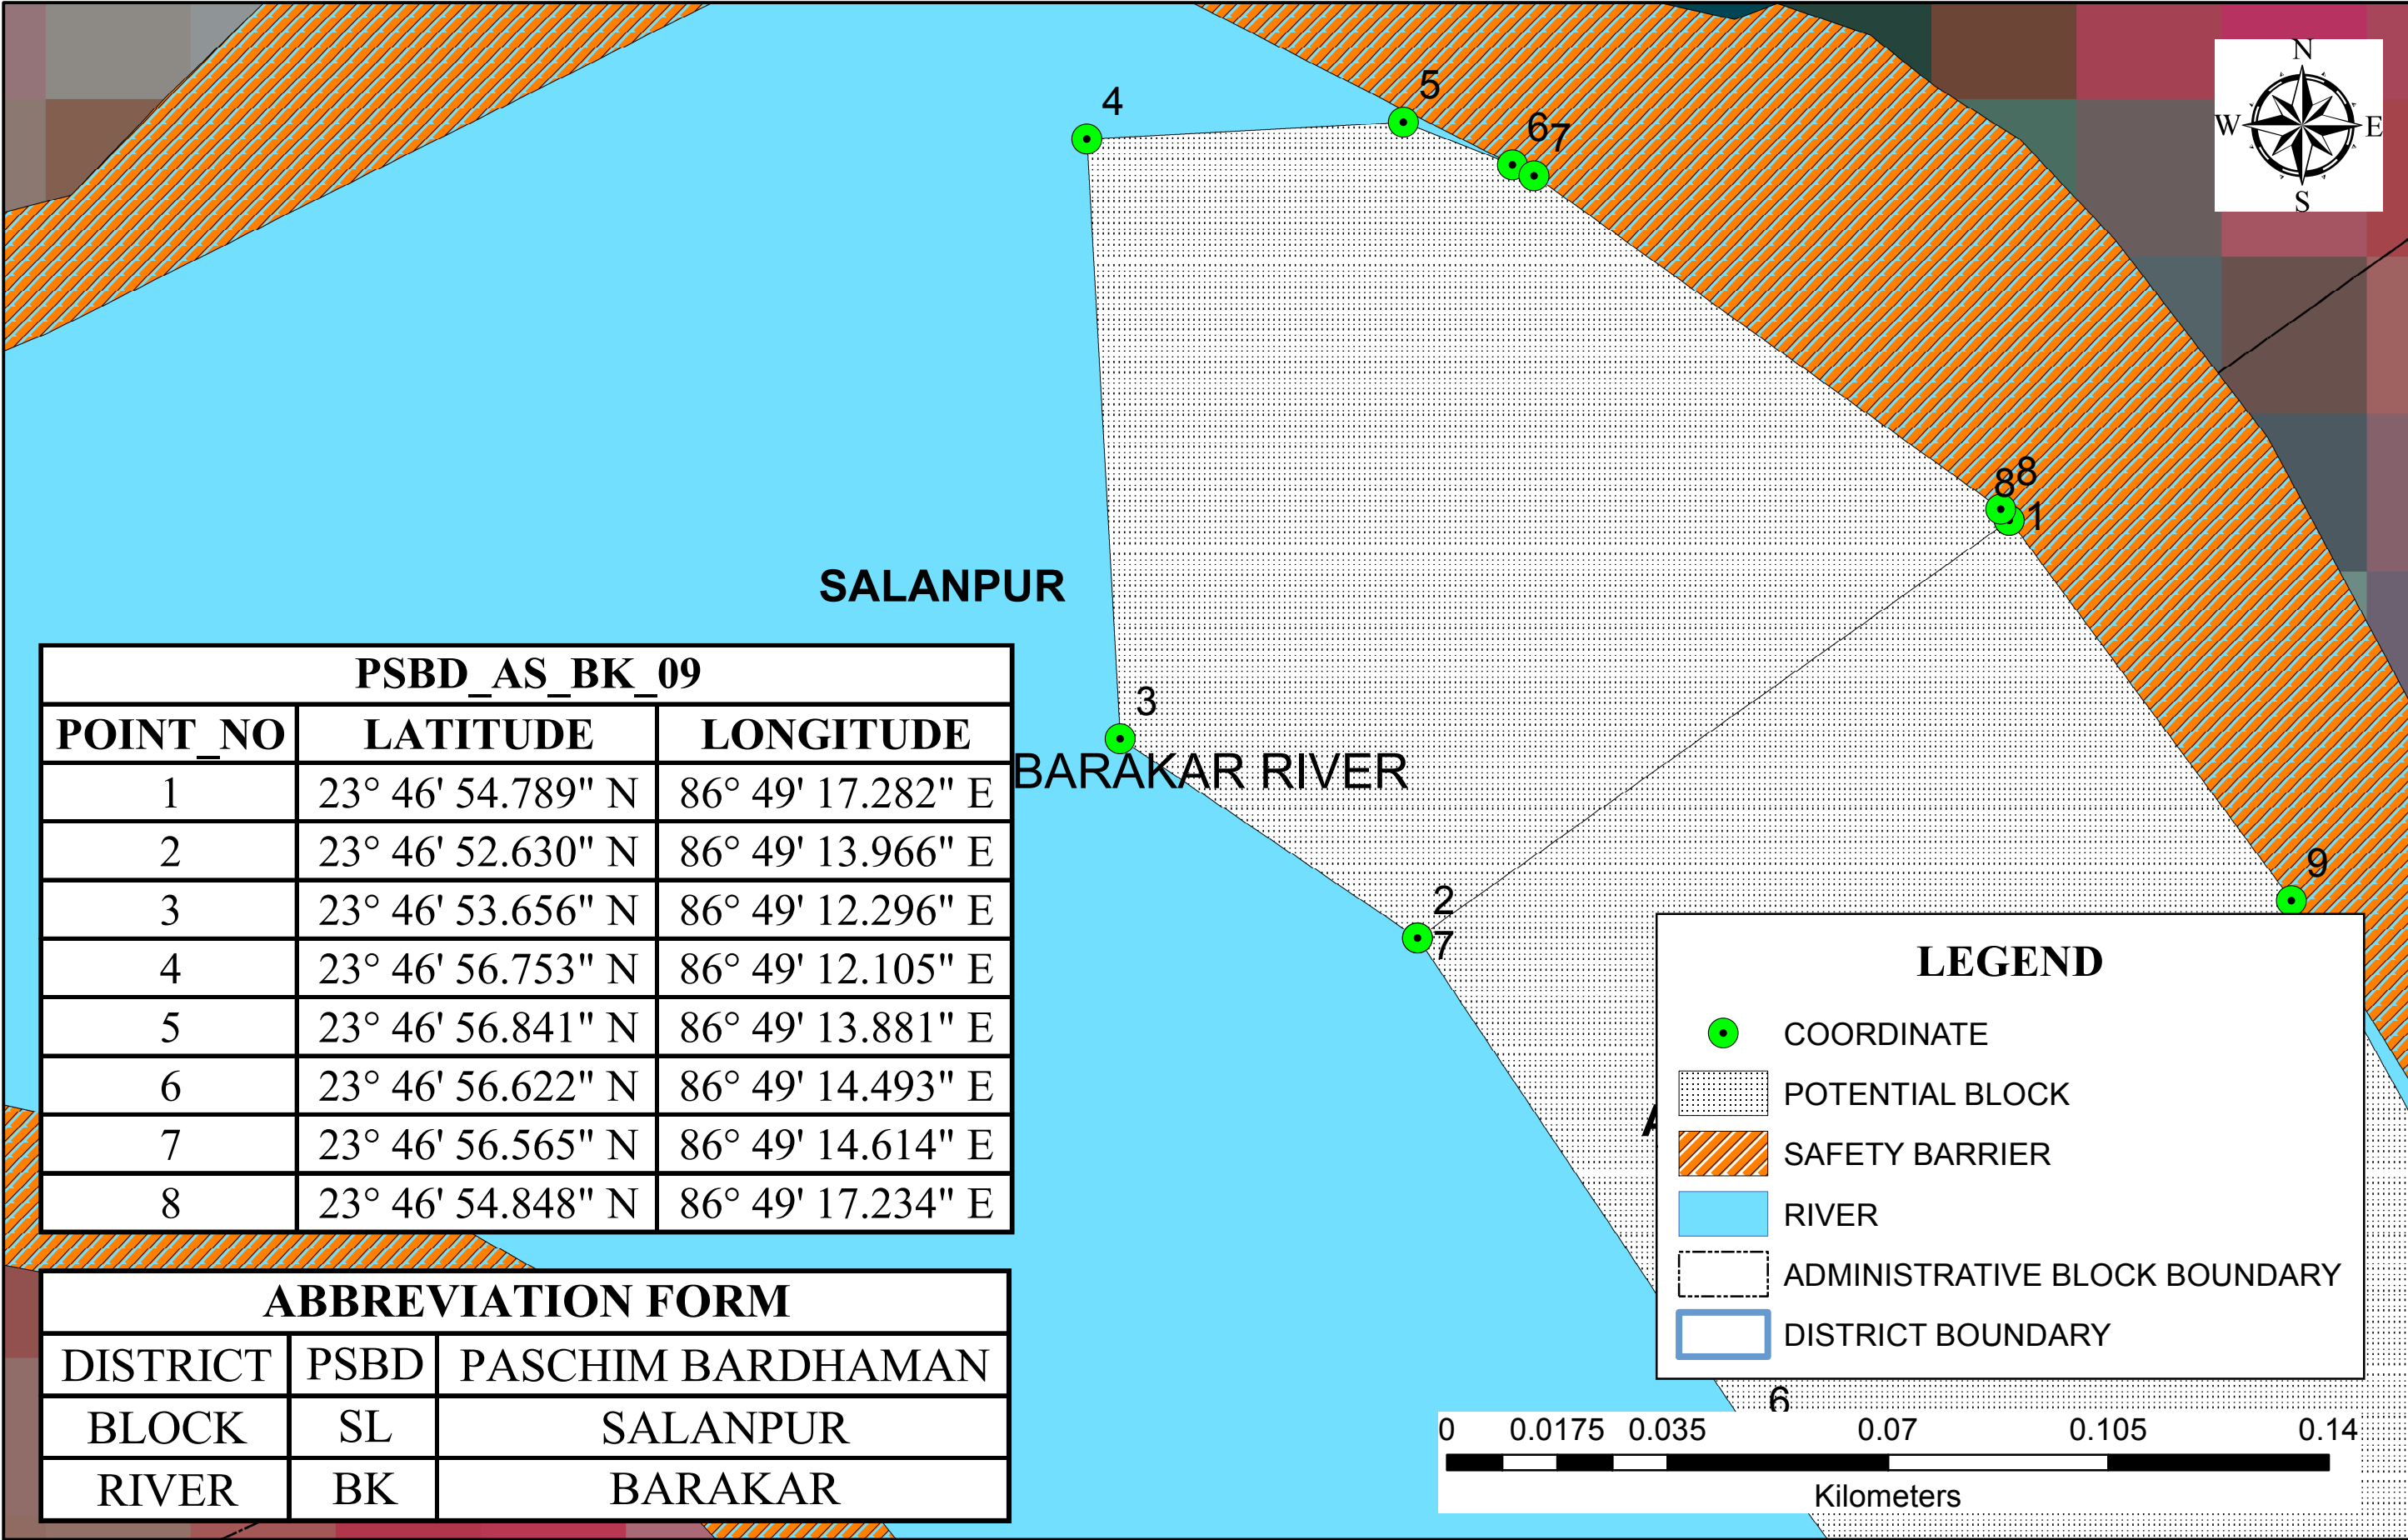 N
W E
S
4
5
6 7
8 8
1
SALANPUR
3
BARAKAR RIVER
2
7
9
6
PSBD_AS_BK_09
POINT_NO LATITUDE LONGITUDE
1 23° 46' 54.789" N 86° 49' 17.282" E
2 23° 46' 52.630" N 86° 49' 13.966" E
3 23° 46' 53.656" N 86° 49' 12.296" E
4 23° 46' 56.753" N 86° 49' 12.105" E
5 23° 46' 56.841" N 86° 49' 13.881" E
6 23° 46' 56.622" N 86° 49' 14.493" E
7 23° 46' 56.565" N 86° 49' 14.614" E
8 23° 46' 54.848" N 86° 49' 17.234" E
ABBREVIATION FORM
DISTRICT PSBD PASCHIM BARDHAMAN
BLOCK SL SALANPUR
RIVER BK BARAKAR
LEGEND
COORDINATE
POTENTIAL BLOCK
SAFETY BARRIER
RIVER
ADMINISTRATIVE BLOCK BOUNDARY
DISTRICT BOUNDARY
0 0.0175 0.035 0.07 0.105 0.14
Kilometers